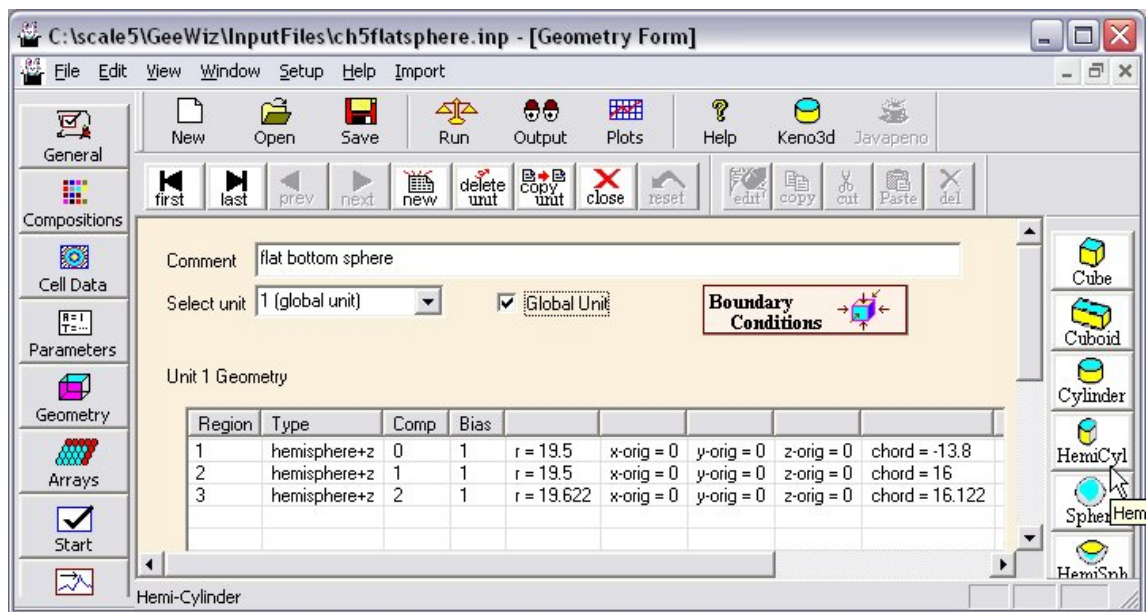 C:\scale5\GeeWiz\InputFiles\ch5flatsphere.inp - [Geometry Form]
File Edit View Window Setup Help Import
New Open Save Run Output Plots Help Keno3d Javapeno
first last prev next new delete unit copy unit close reset edit copy cut Paste del
General
Compositions
Cell Data
α=1
T=...
Parameters
Geometry
Arrays
Start
Comment flat bottom sphere
Select unit 1 (global unit) Global Unit Boundary Conditions
Unit 1 Geometry
Region Type Comp Bias
1 hemisphere+z 0 1 r = 19.5 x-orig = 0 y-orig = 0 z-orig = 0 chord = -13.8
2 hemisphere+z 1 1 r = 19.5 x-orig = 0 y-orig = 0 z-orig = 0 chord = 16
3 hemisphere+z 2 1 r = 19.622 x-orig = 0 y-orig = 0 z-orig = 0 chord = 16.122
Cube
Cuboid
Cylinder
HemiCyl
Spher Hem
HemiSph
Hemi-Cylinder